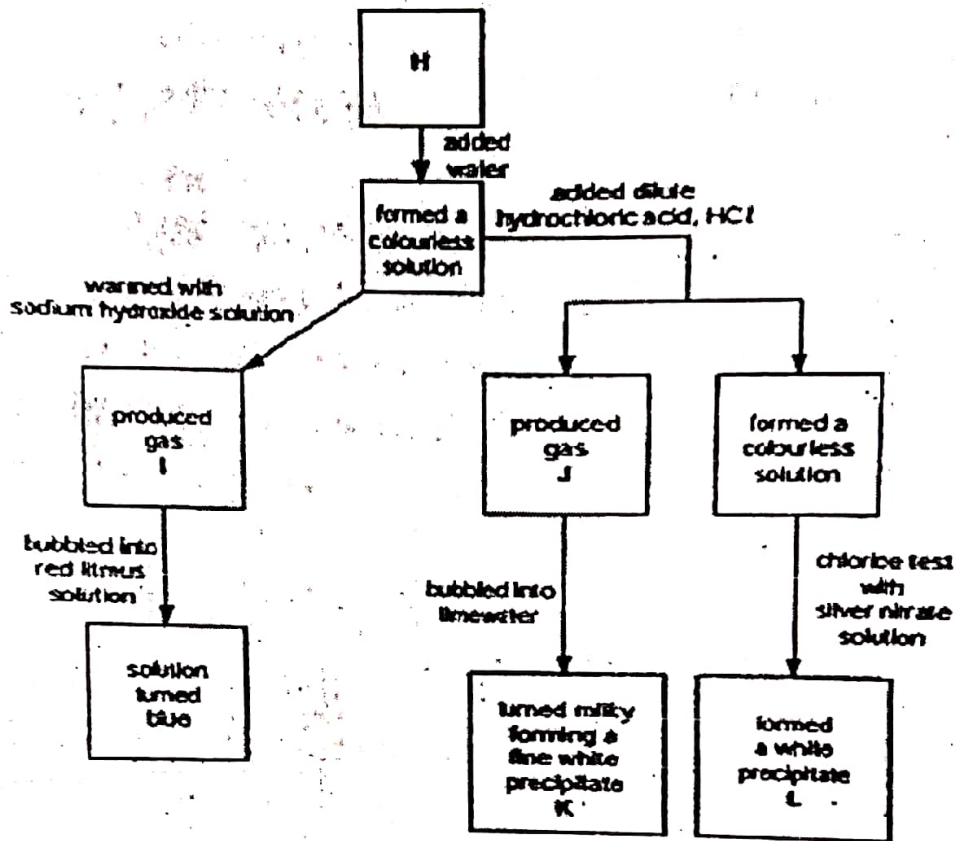 H
added
water
formed a
colourless
solution
added dilute
hydrochloric acid, HCl
warmed with
sodium hydroxide solution
produced
gas
I
produced
gas
J
formed a
colourless
solution
bubbled into
red litmus
solution
bubbled into
limewater
chloride test
with
silver nitrate
solution
solution
turned
blue
turned milky
forming a
fine white
precipitate
K
formed
a white
precipitate
L